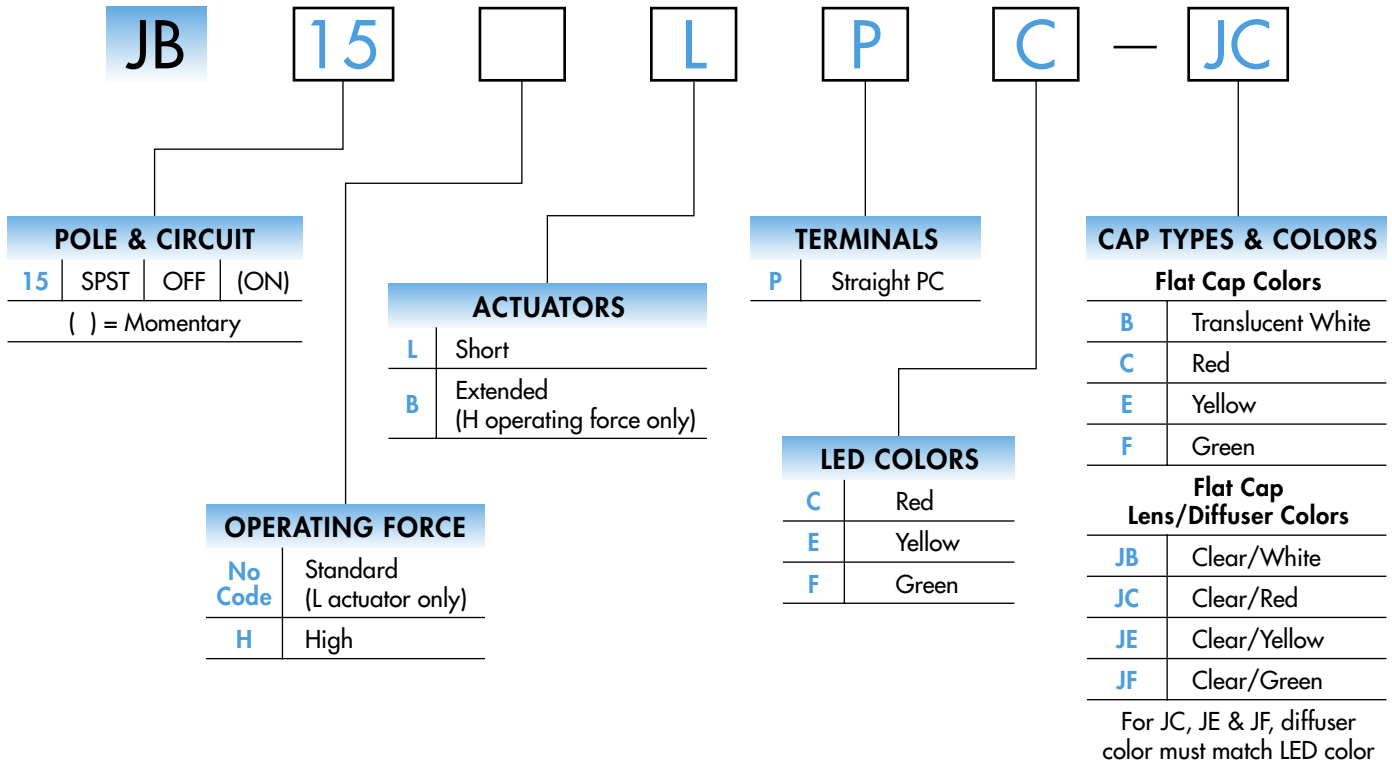 JB 15 L P C — JC
POLE & CIRCUIT
15 SPST OFF (ON)
( ) = Momentary
OPERATING FORCE
No Code Standard
(L actuator only)
H High
ACTUATORS
L Short
B Extended
(H operating force only)
TERMINALS
P Straight PC
LED COLORS
C Red
E Yellow
F Green
CAP TYPES & COLORS
Flat Cap Colors
B Translucent White
C Red
E Yellow
F Green
Flat Cap
Lens/Diffuser Colors
JB Clear/White
JC Clear/Red
JE Clear/Yellow
JF Clear/Green
For JC, JE & JF, diffuser
color must match LED color